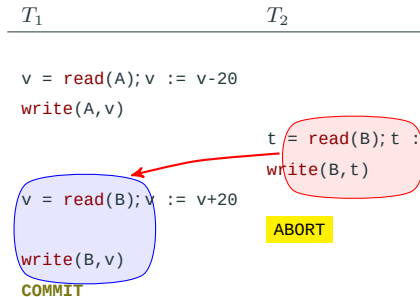 T1 T2
v = read(A); v := v-20
write(A,v)
t = read(B); t :
write(B,t)
v = read(B); v := v+20
ABORT
write(B,v)
COMMIT